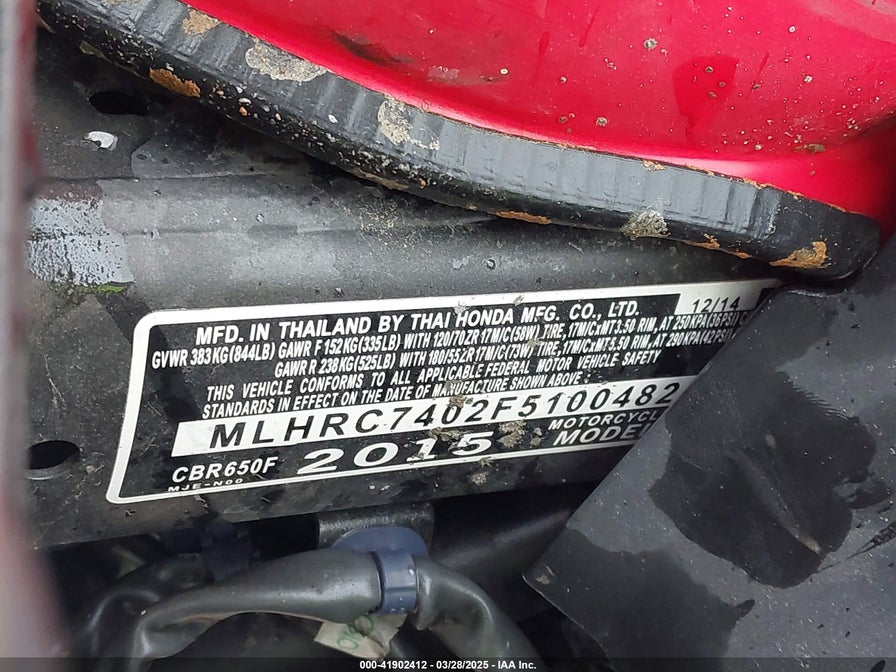 12/14
MFD. IN THAILAND BY THAI HONDA MFG. CO., LTD.
GVWR 383KG(844LB) GAWR F 152KG(335LB) WITH 120/70ZR 17M/C(58W) TIRE, 17M/CxMT3.50 RIM, AT 250KPA(36PSI)
GAWR R 238KG(525LB) WITH 180/55ZR 17M/C(73W) TIRE, 17M/CxMT5.50 RIM, AT 290KPA(42PSI)
THIS VEHICLE CONFORMS TO ALL APPLICABLE FEDERAL MOTOR VEHICLE SAFETY
STANDARDS IN EFFECT ON THE DATE OF MANUFACTURE SHOWN ABOVE.
MLHRC7402F5100482
CBR650F 2015 MOTORCYCLE
MJE-N00 MODEL
000-41902412 - 03/28/2025 - IAA Inc.